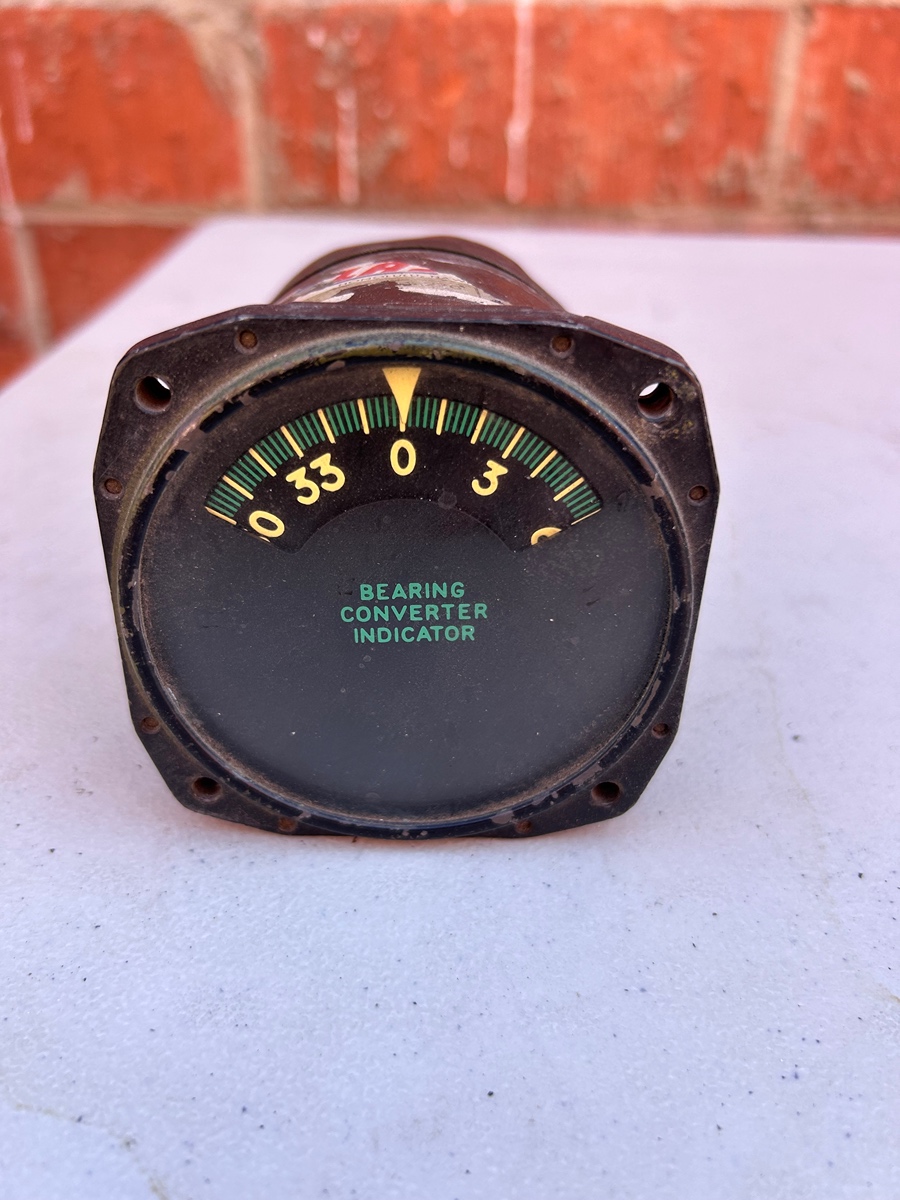 0 33 0 3
BEARING
CONVERTER
INDICATOR